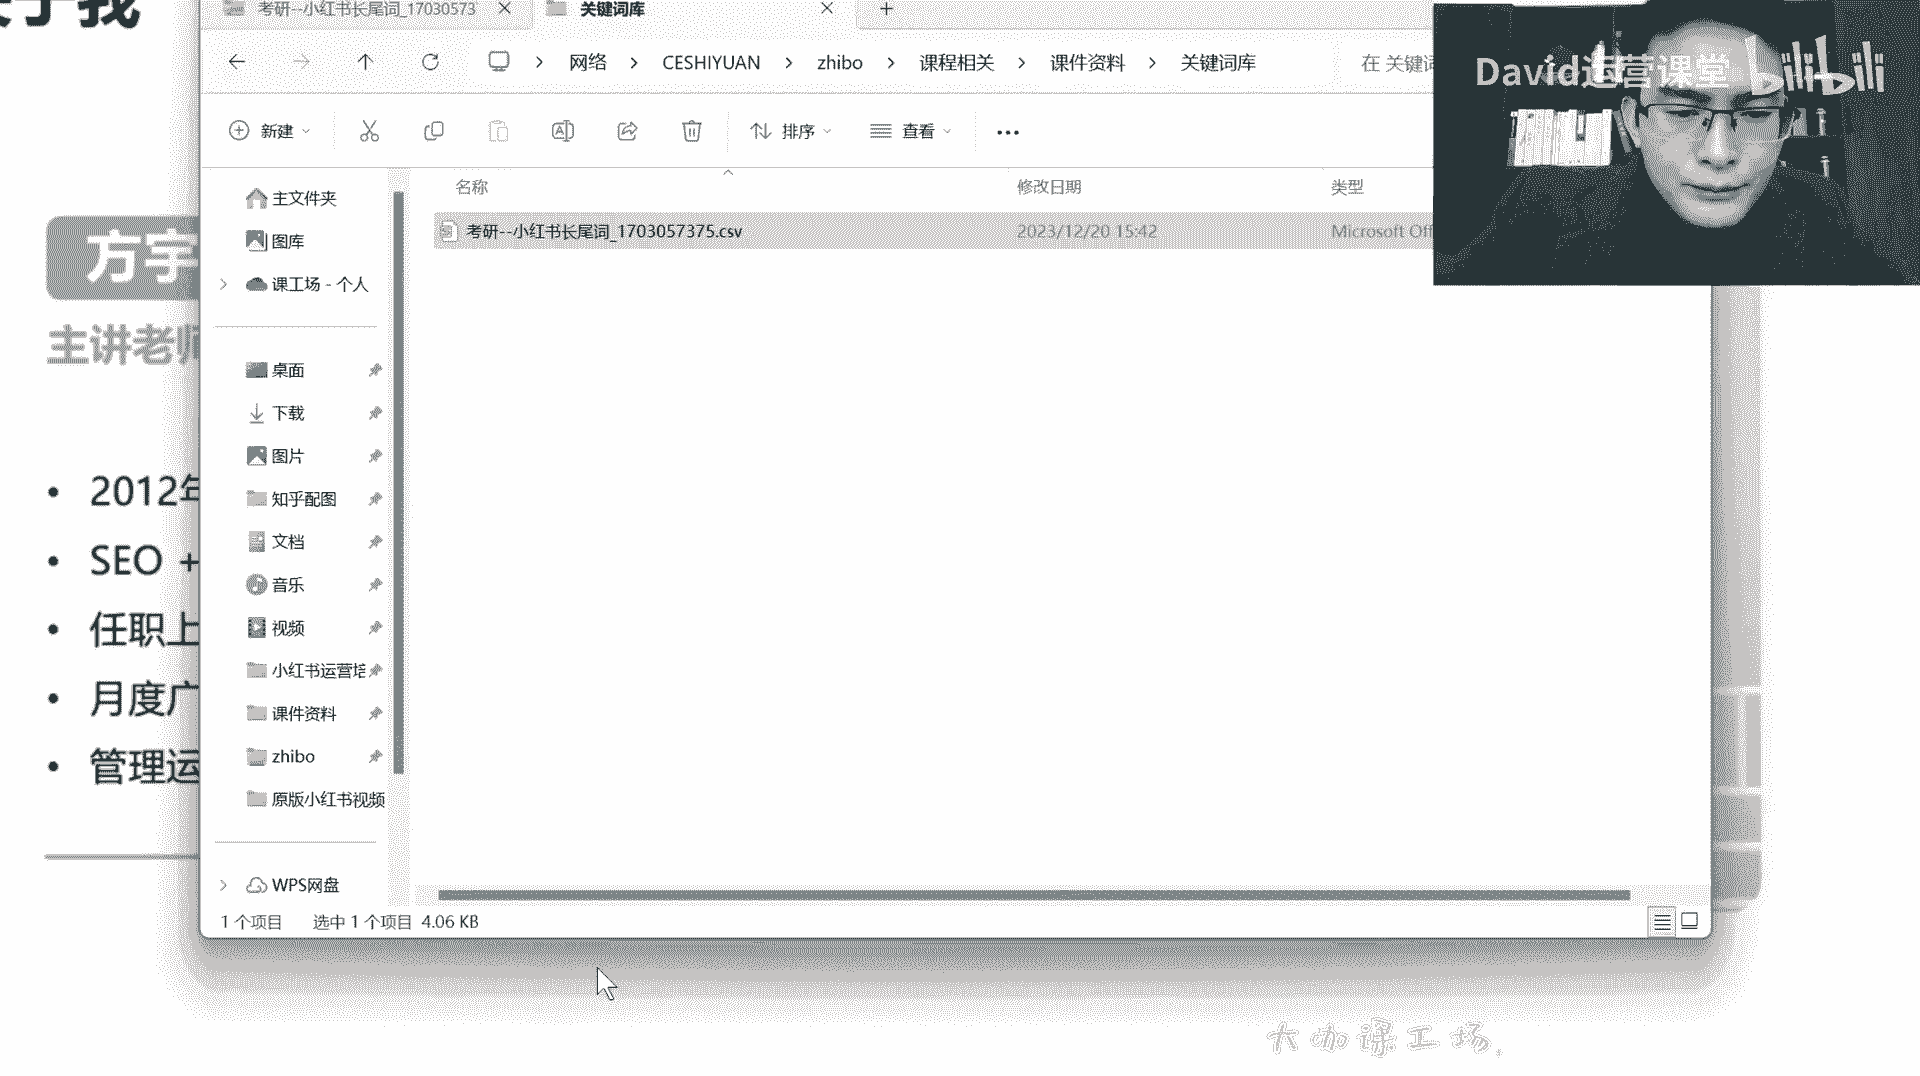 关于我
考研--小红书长尾词_17030573
关键词库
网络 CESHIYUAN zhibo 课程相关 课件资料 关键词库
在 关键词
David运营课堂 bilibili
新建 排序 查看
名称 修改日期 类型
主文件夹
考研--小红书长尾词_1703057375.csv 2023/12/20 15:42 Microsoft Off
图库
方宇
课工场 - 个人
主讲老师
桌面
下载
图片
知乎配图
2012年
文档
SEO +
音乐
任职上
视频
小红书运营培
月度广
课件资料
管理运
zhibo
原版小红书视频
WPS网盘
1 个项目 选中 1 个项目 4.06 KB
大咖课工场.